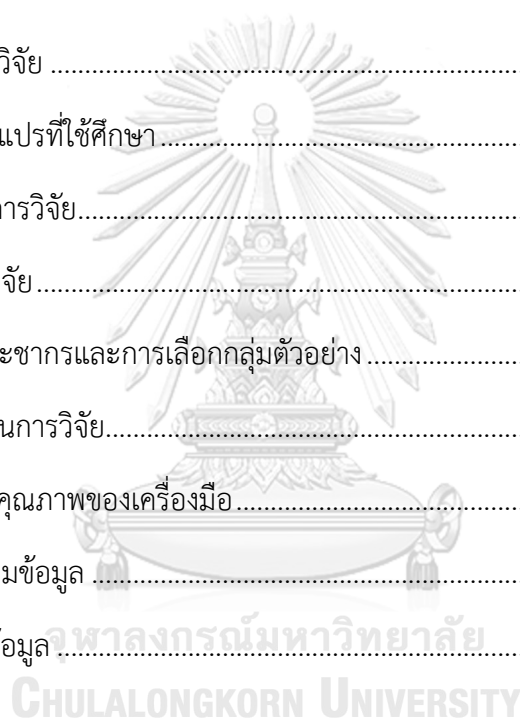 วิจัย ........................................................
แปรที่ใช้ศึกษา ........................................................
การวิจัย........................................................
จัย ........................................................
ะชากรและการเลือกกลุ่มตัวอย่าง ........................................................
นการวิจัย........................................................
คุณภาพของเครื่องมือ ........................................................
มข้อมูล ........................................................
้อมูล ........................................................
จุฬาลงกรณ์มหาวิทยาลัย
CHULALONGKORN UNIVERSITY